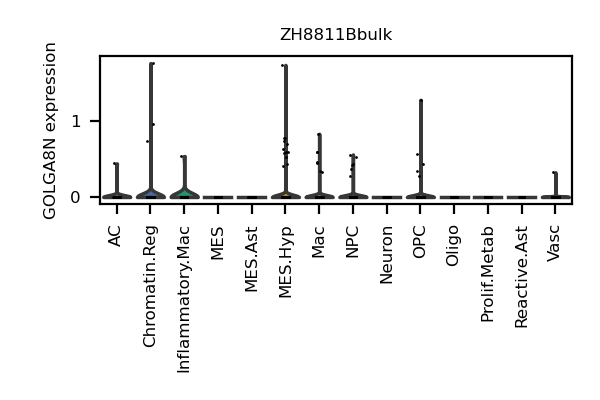 ZH8811Bbulk
GOLGA8N expression
1
0
AC
Chromatin.Reg
Inflammatory.Mac
MES
MES.Ast
MES.Hyp
Mac
NPC
Neuron
OPC
Oligo
Prolif.Metab
Reactive.Ast
Vasc